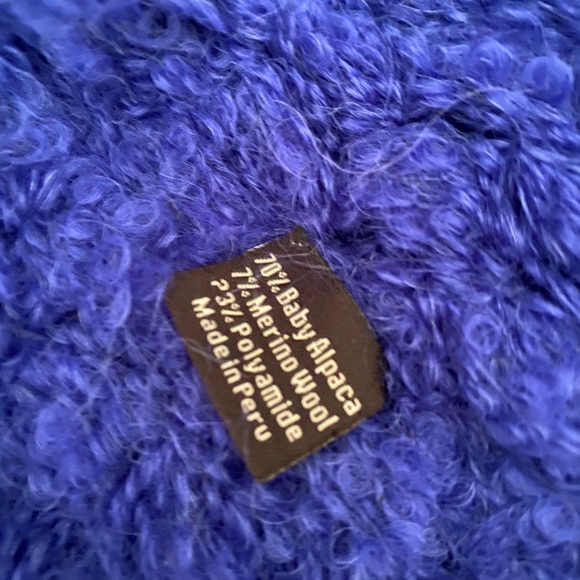 70% Baby Alpaca
7% Merino Wool
23% Polyamide
Made in Peru